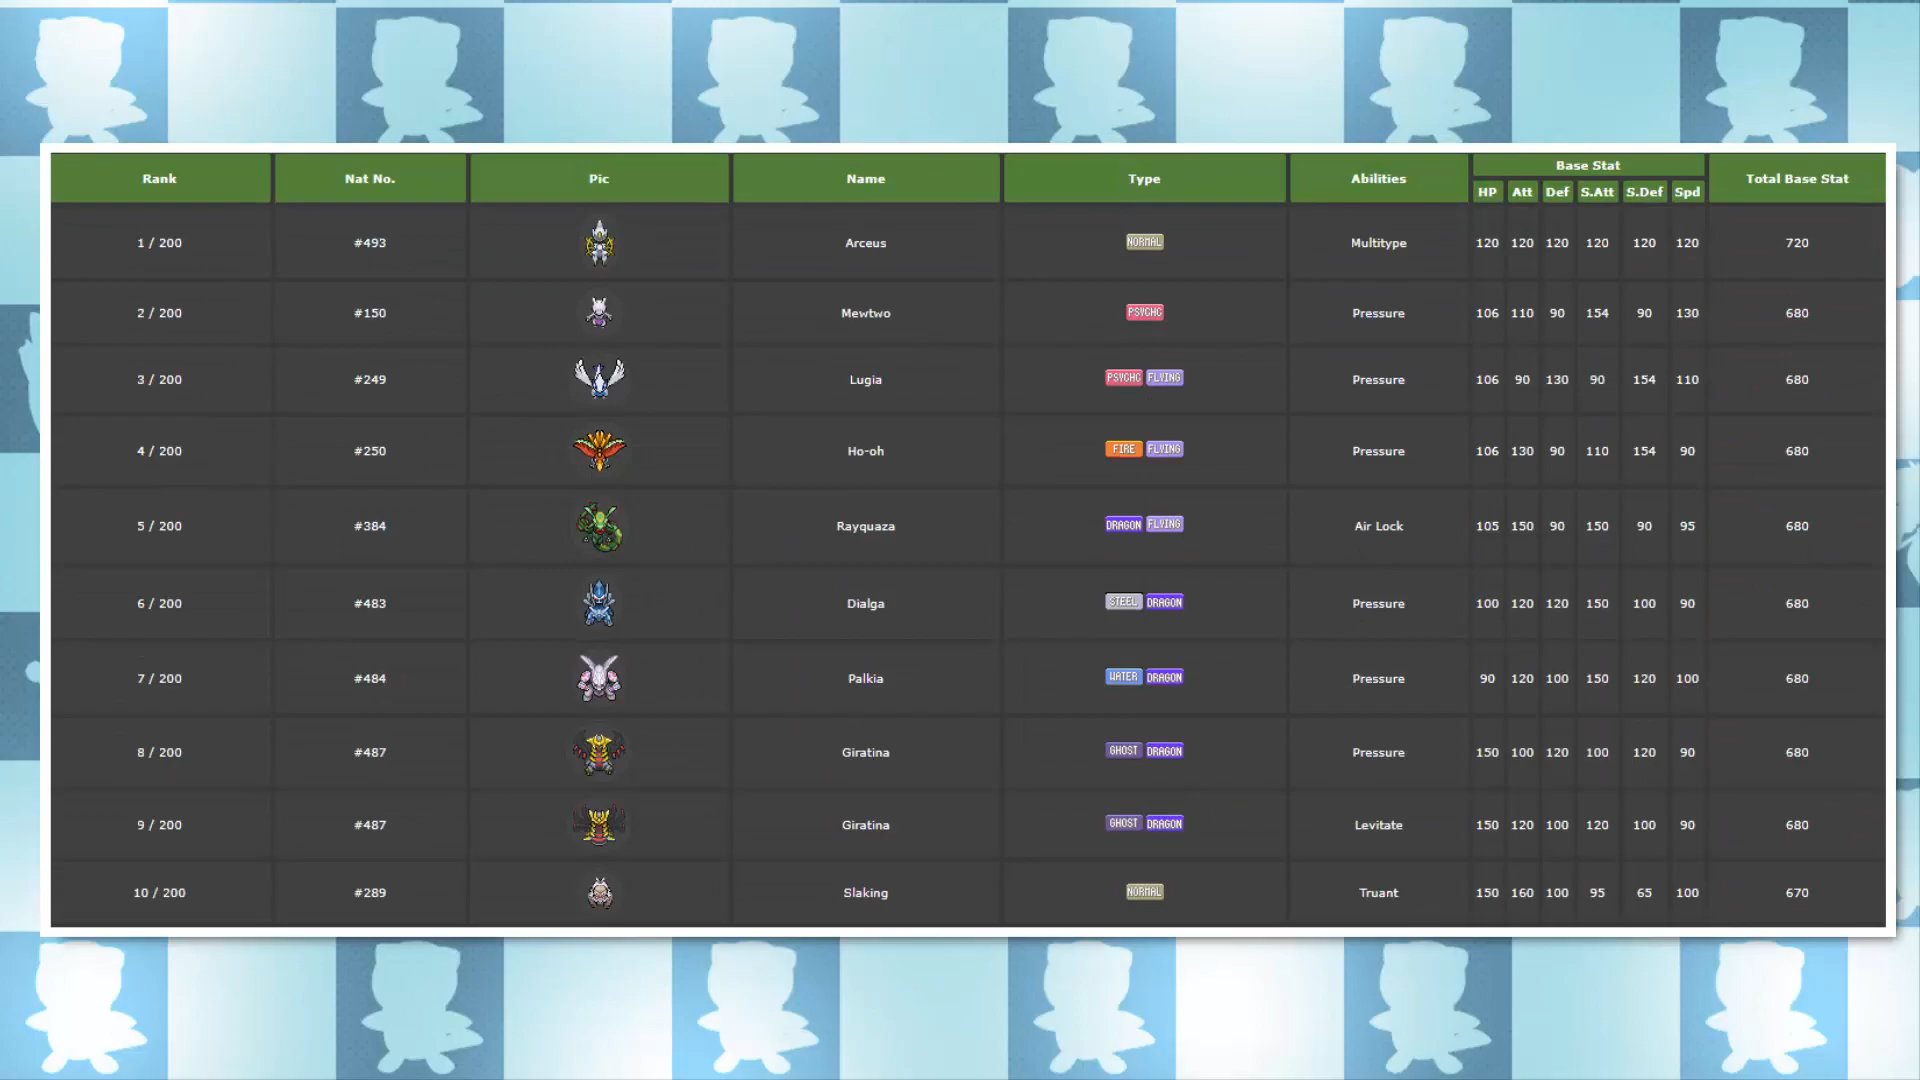 Rank Nat No. Pic Name Type Abilities Base Stat Total Base Stat
HP Att Def S.Att S.Def Spd
1 / 200 #493 Arceus NORMAL Multitype 120 120 120 120 120 120 720
2 / 200 #150 Mewtwo PSYCHC Pressure 106 110 90 154 90 130 680
3 / 200 #249 Lugia PSYCHC FLYING Pressure 106 90 130 90 154 110 680
4 / 200 #250 Ho-oh FIRE FLYING Pressure 106 130 90 110 154 90 680
5 / 200 #384 Rayquaza DRAGON FLYING Air Lock 105 150 90 150 90 95 680
6 / 200 #483 Dialga STEEL DRAGON Pressure 100 120 120 150 100 90 680
7 / 200 #484 Palkia WATER DRAGON Pressure 90 120 100 150 120 100 680
8 / 200 #487 Giratina GHOST DRAGON Pressure 150 100 120 100 120 90 680
9 / 200 #487 Giratina GHOST DRAGON Levitate 150 120 100 120 100 90 680
10 / 200 #289 Slaking NORMAL Truant 150 160 100 95 65 100 670